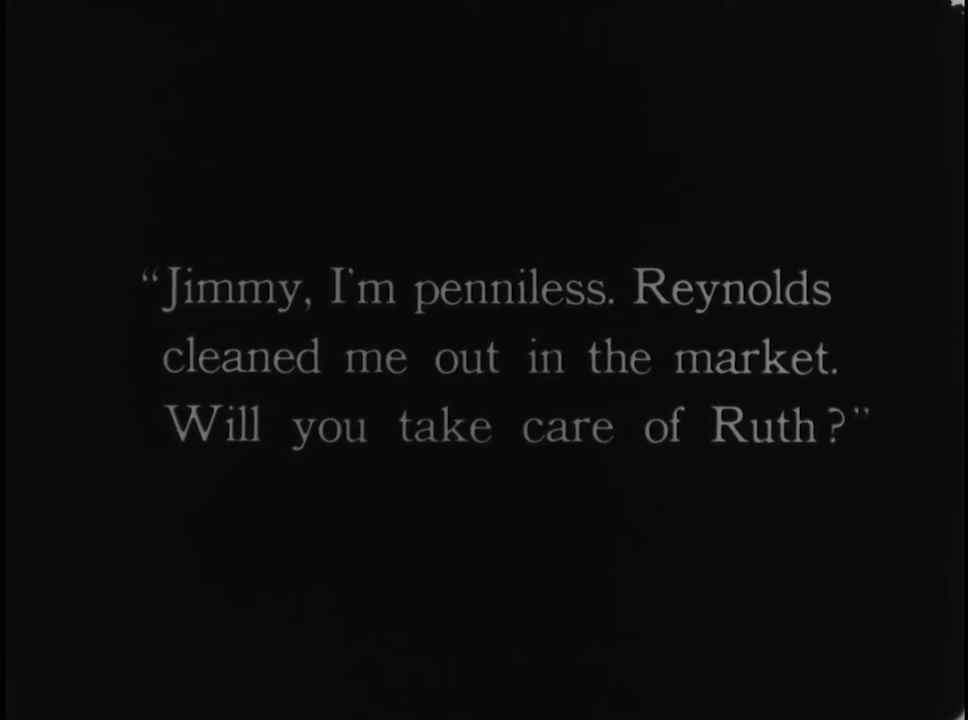 “Jimmy, I'm penniless. Reynolds
cleaned me out in the market.
Will you take care of Ruth?”